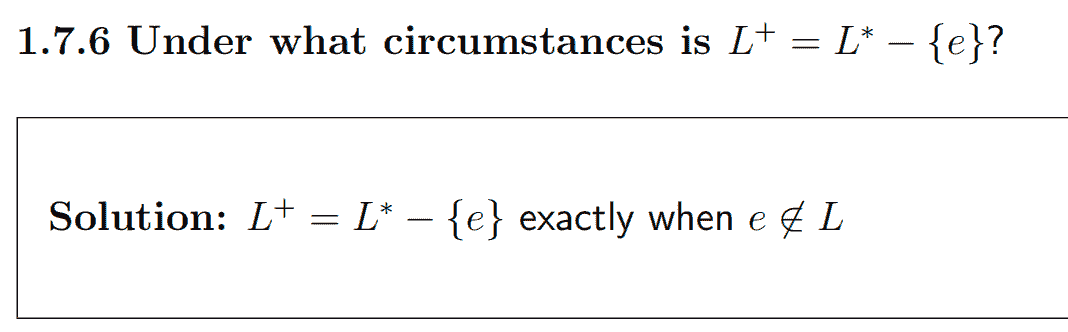 1.7.6 Under what circumstances is L⁺ = L* − {e}?
Solution: L⁺ = L* − {e} exactly when e ∉ L